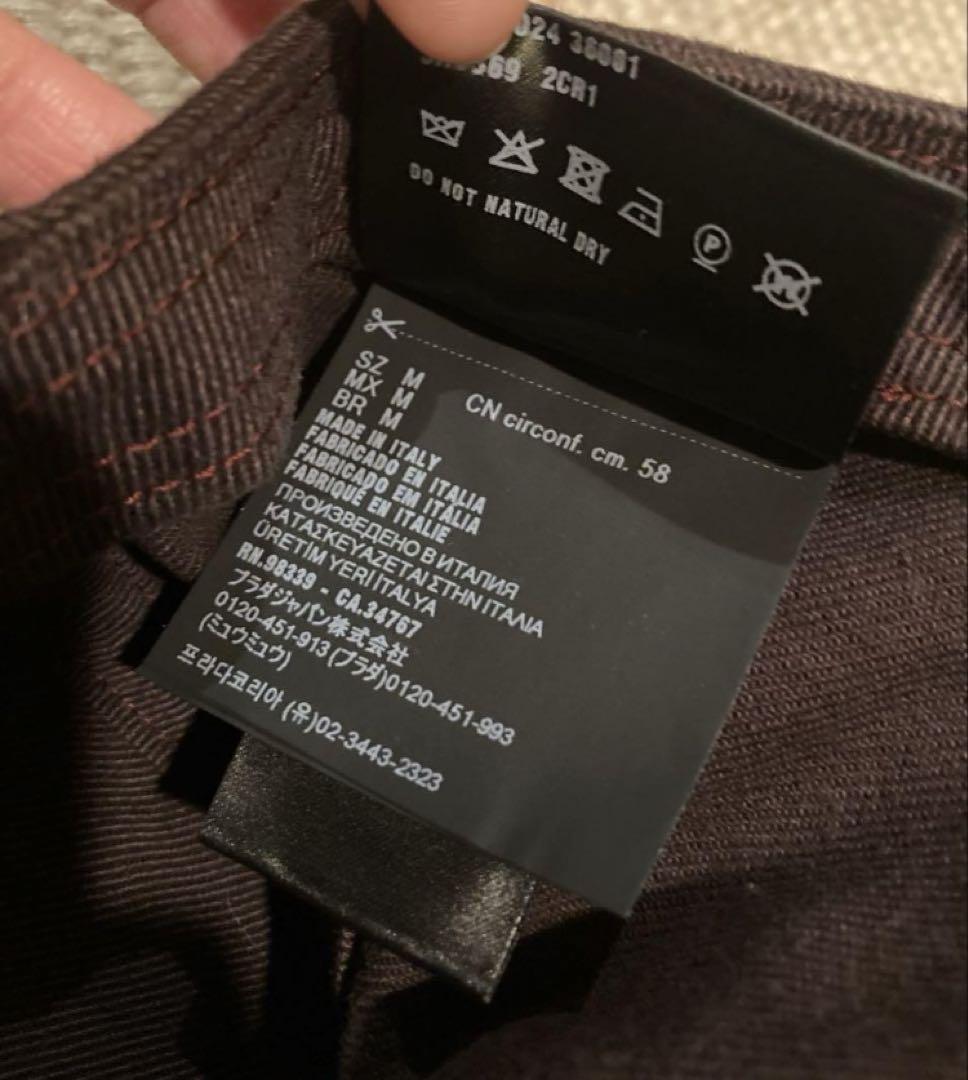 024 36001
69 2CR1
DO NOT NATURAL DRY
P
SZ M
MX M
BR M
CN circonf. cm. 58
MADE IN ITALY
FABRICADO EN ITALIA
FABRICADO EM ITÁLIA
FABRIQUÉ EN ITALIE
ПРОИЗВЕДЕНО В ИТАЛИЯ
ΚΑΤΑΣΚΕΥΑΖΕΤΑΙ ΣΤΗΝ ΙΤΑΛΙΑ
ÜRETİM YERİ İTALYA
RN.98339 - CA.34767
プラダジャパン株式会社
0120-451-913 (プラダ)0120-451-993
(ミュウミュウ)
프라다코리아 (유)02-3443-2323